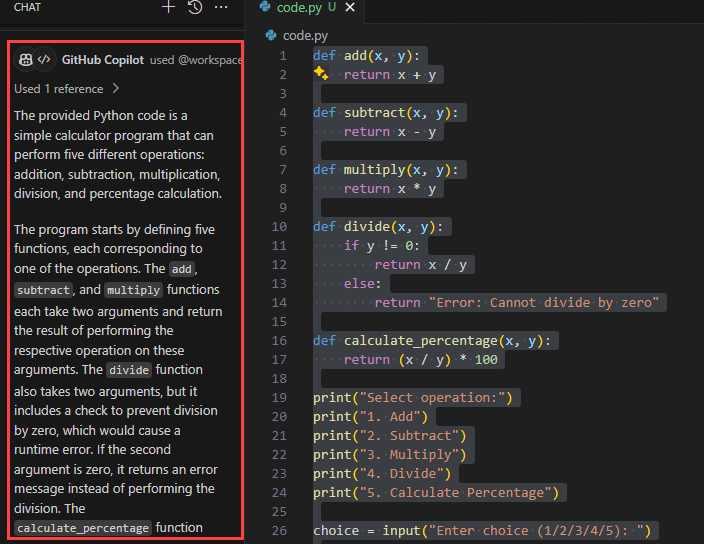 CHAT
GitHub Copilot used @workspace
Used 1 reference
The provided Python code is a
simple calculator program that can
perform five different operations:
addition, subtraction, multiplication,
division, and percentage calculation.
The program starts by defining five
functions, each corresponding to
one of the operations. The add,
subtract, and multiply functions
each take two arguments and return
the result of performing the
respective operation on these
arguments. The divide function
also takes two arguments, but it
includes a check to prevent division
by zero, which would cause a
runtime error. If the second
argument is zero, it returns an error
message instead of performing the
division. The
calculate_percentage function
code.py U
code.py
1 def add(x, y):
2     return x + y
3
4 def subtract(x, y):
5     return x - y
6
7 def multiply(x, y):
8     return x * y
9
10 def divide(x, y):
11     if y != 0:
12         return x / y
13     else:
14         return "Error: Cannot divide by zero"
15
16 def calculate_percentage(x, y):
17     return (x / y) * 100
18
19 print("Select operation:")
20 print("1. Add")
21 print("2. Subtract")
22 print("3. Multiply")
23 print("4. Divide")
24 print("5. Calculate Percentage")
25
26 choice = input("Enter choice (1/2/3/4/5): ")